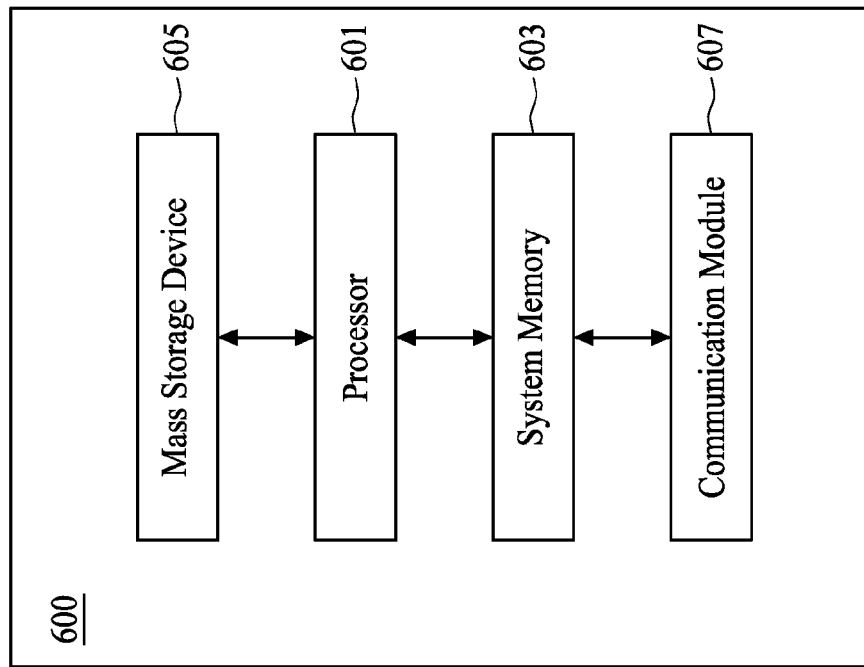 600
Mass Storage Device
605
Processor
601
System Memory
603
Communication Module
607